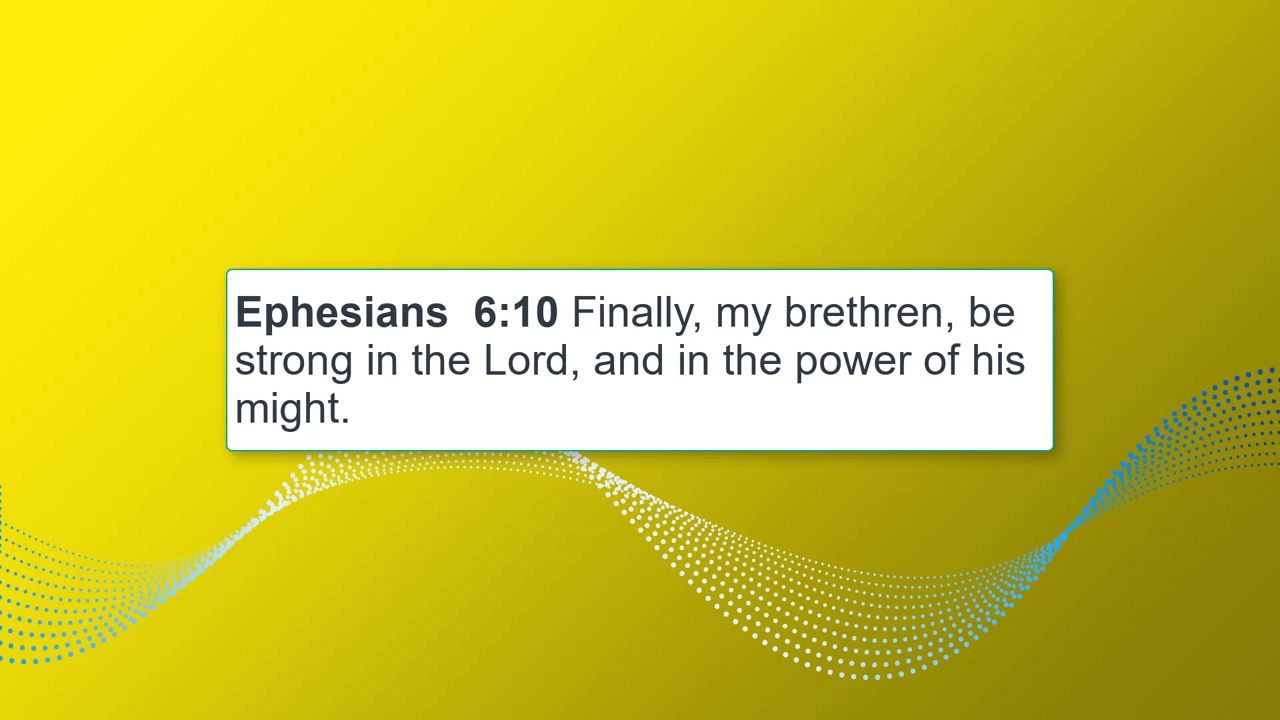 Ephesians  6:10 Finally, my brethren, be
strong in the Lord, and in the power of his
might.